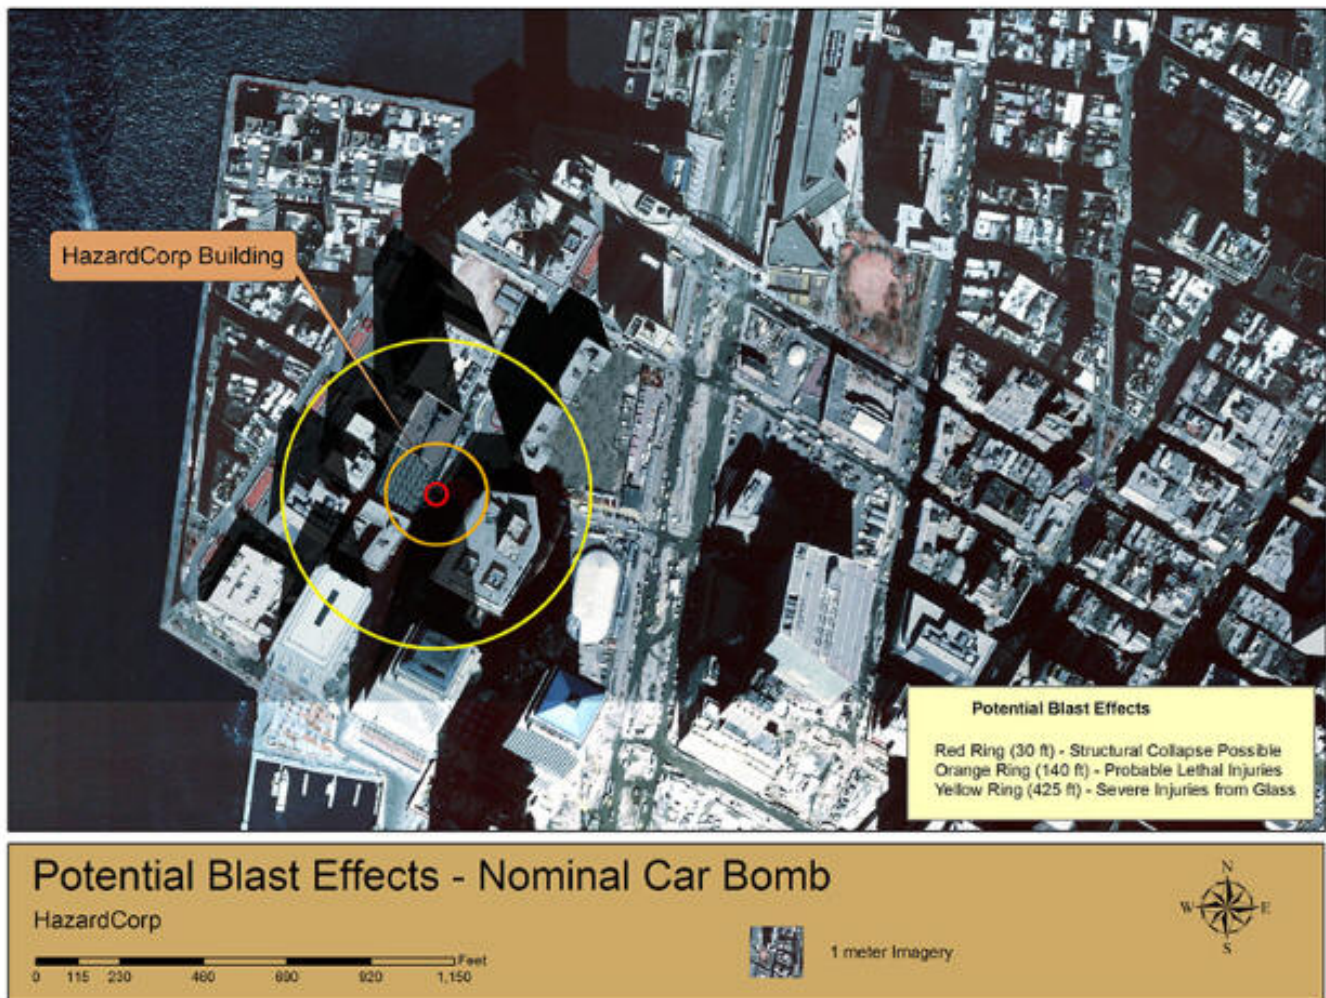 HazardCorp Building
Potential Blast Effects
Red Ring (30 ft) - Structural Collapse Possible
Orange Ring (140 ft) - Probable Lethal Injuries
Yellow Ring (425 ft) - Severe Injuries from Glass
Potential Blast Effects - Nominal Car Bomb
HazardCorp
Feet
0 115 230 460 690 920 1,150
1 meter Imagery
N
W E
S